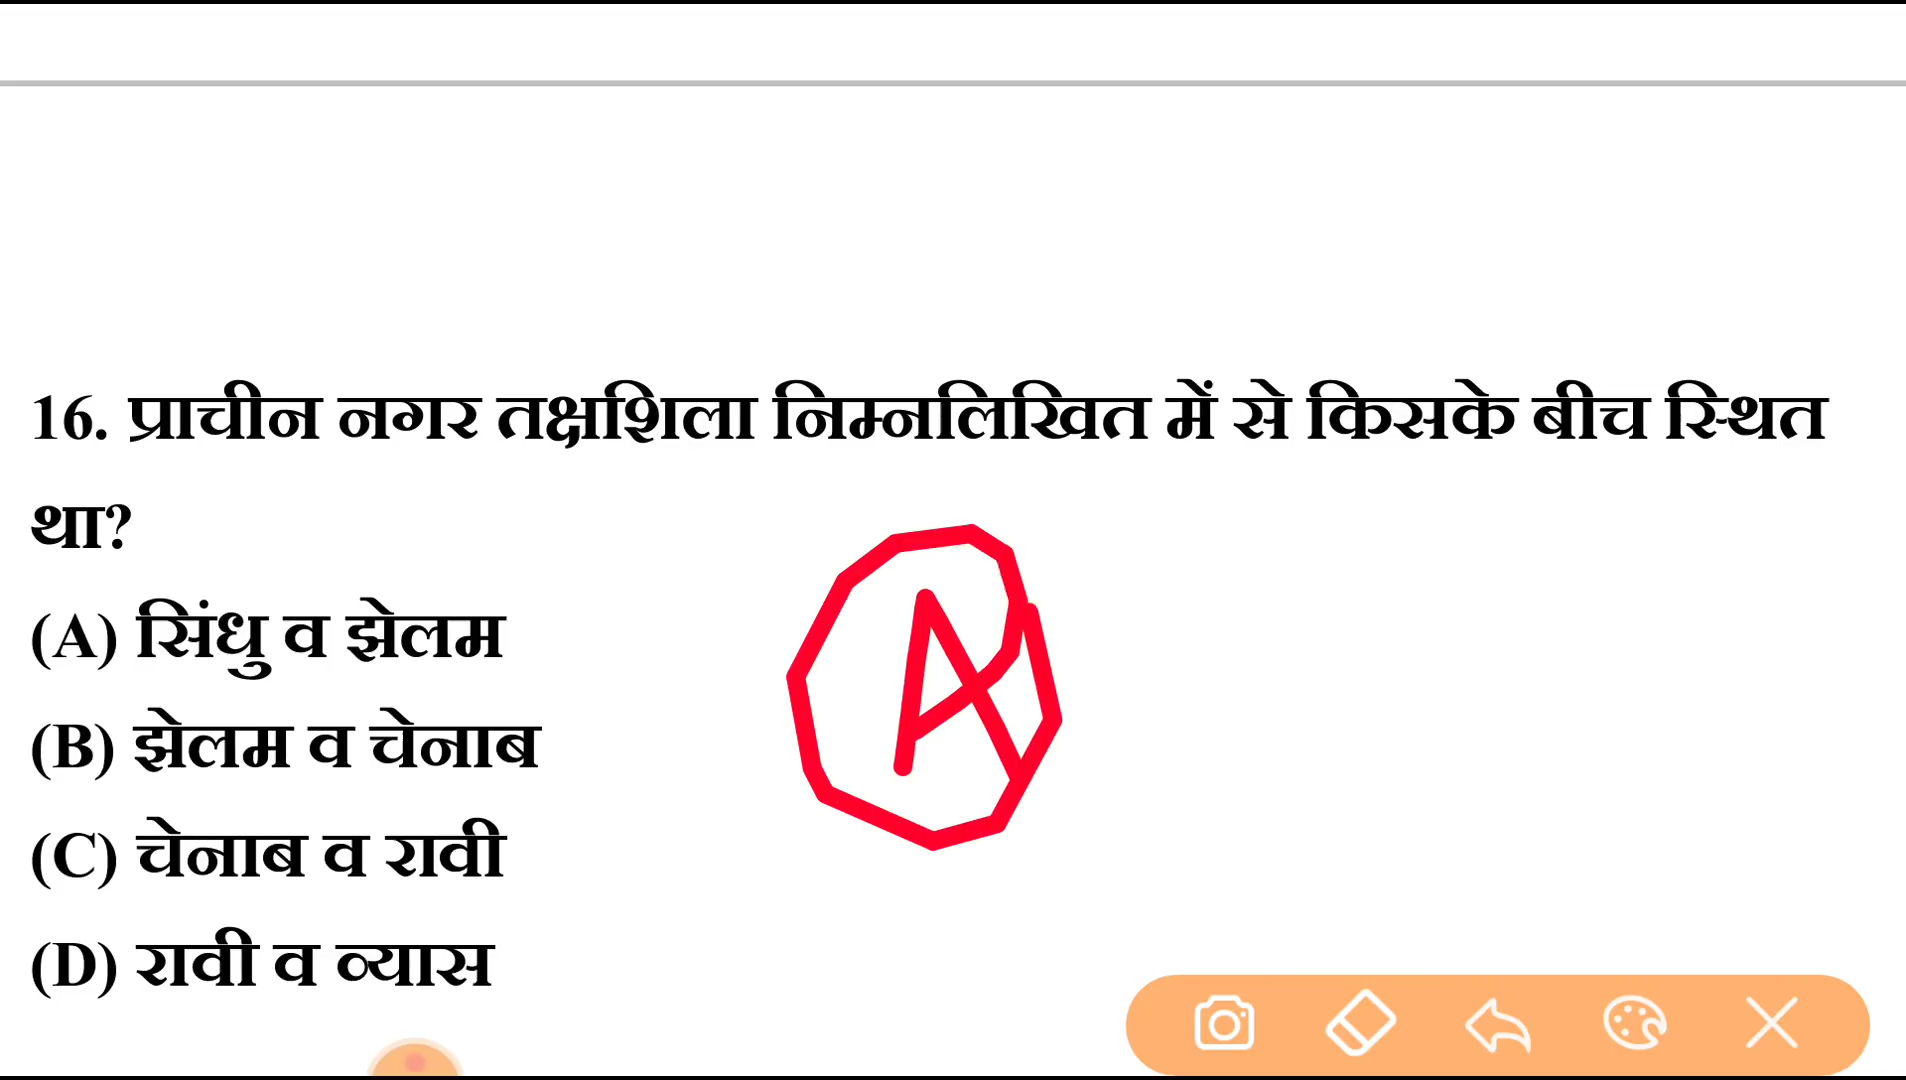 16. प्राचीन नगर तक्षशिला निम्नलिखित में से किसके बीच स्थित
था?
(A) सिंधु व झेलम
A
(B) झेलम व चेनाब
(C) चेनाब व रावी
(D) रावी व व्यास